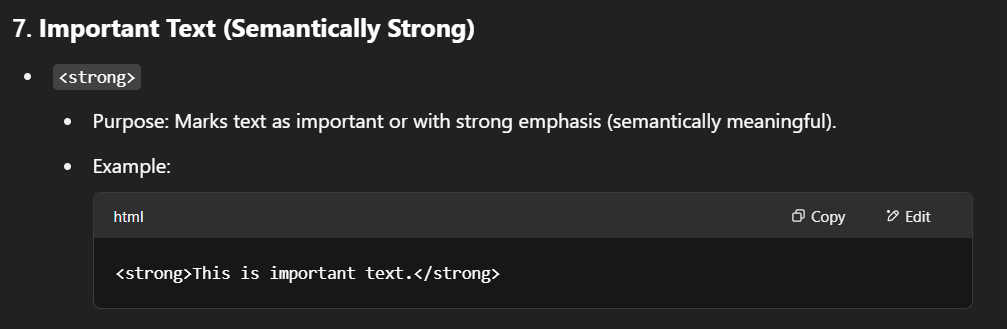 7. Important Text (Semantically Strong)
<strong>
Purpose: Marks text as important or with strong emphasis (semantically meaningful).
Example:
html Copy Edit
<strong>This is important text.</strong>